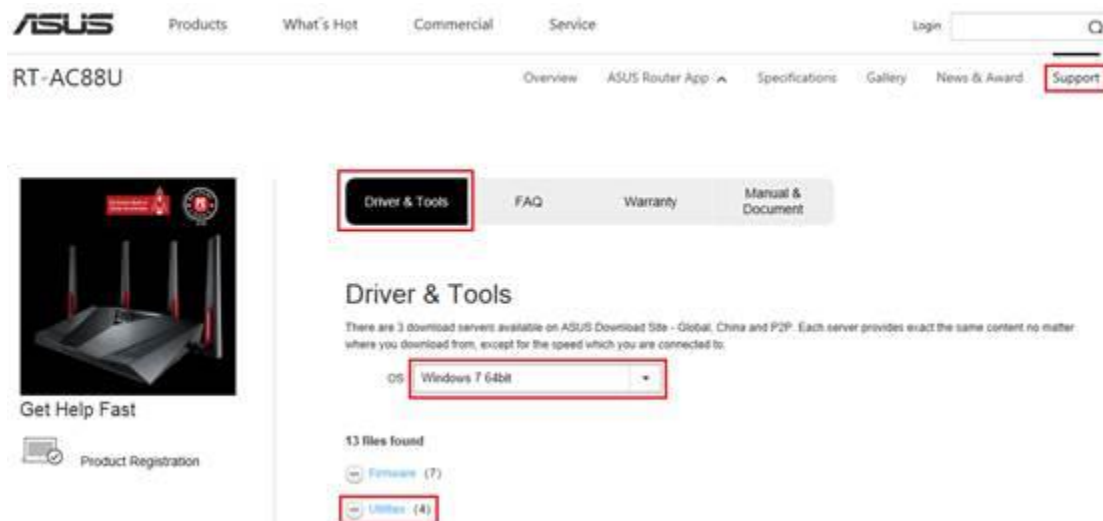 ASUS Products What's Hot Commercial Service Login
RT-AC88U Overview ASUS Router App Specifications Gallery News & Award Support
Driver & Tools FAQ Warranty Manual & Document
Driver & Tools
There are 3 download servers available on ASUS Download Site - Global, China and P2P. Each server provides exact the same content no matter
where you download from, except for the speed which you are connected to.
OS Windows 7 64bit
Get Help Fast
Product Registration
13 files found
Firmware (7)
Utilities (4)